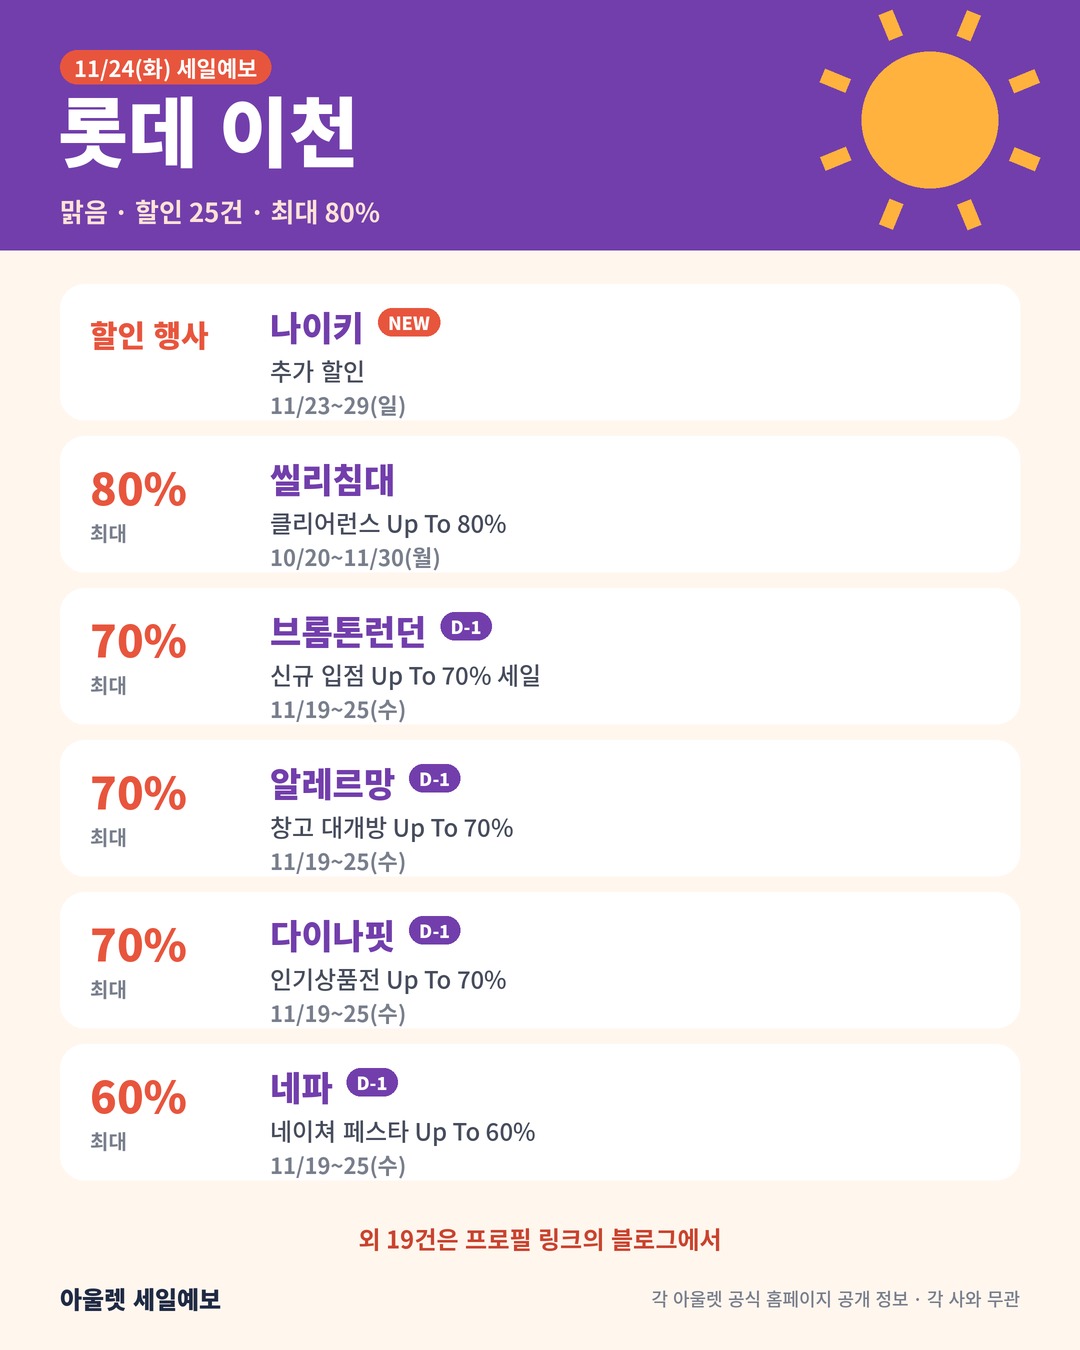 11/24(화) 세일예보
롯데 이천
맑음 · 할인 25건 · 최대 80%
할인 행사
나이키 NEW
추가 할인
11/23~29(일)
80%
최대
씰리침대
클리어런스 Up To 80%
10/20~11/30(월)
70%
최대
브롬톤런던 D-1
신규 입점 Up To 70% 세일
11/19~25(수)
70%
최대
알레르망 D-1
창고 대개방 Up To 70%
11/19~25(수)
70%
최대
다이나핏 D-1
인기상품전 Up To 70%
11/19~25(수)
60%
최대
네파 D-1
네이쳐 페스타 Up To 60%
11/19~25(수)
외 19건은 프로필 링크의 블로그에서
아울렛 세일예보
각 아울렛 공식 홈페이지 공개 정보 · 각 사와 무관